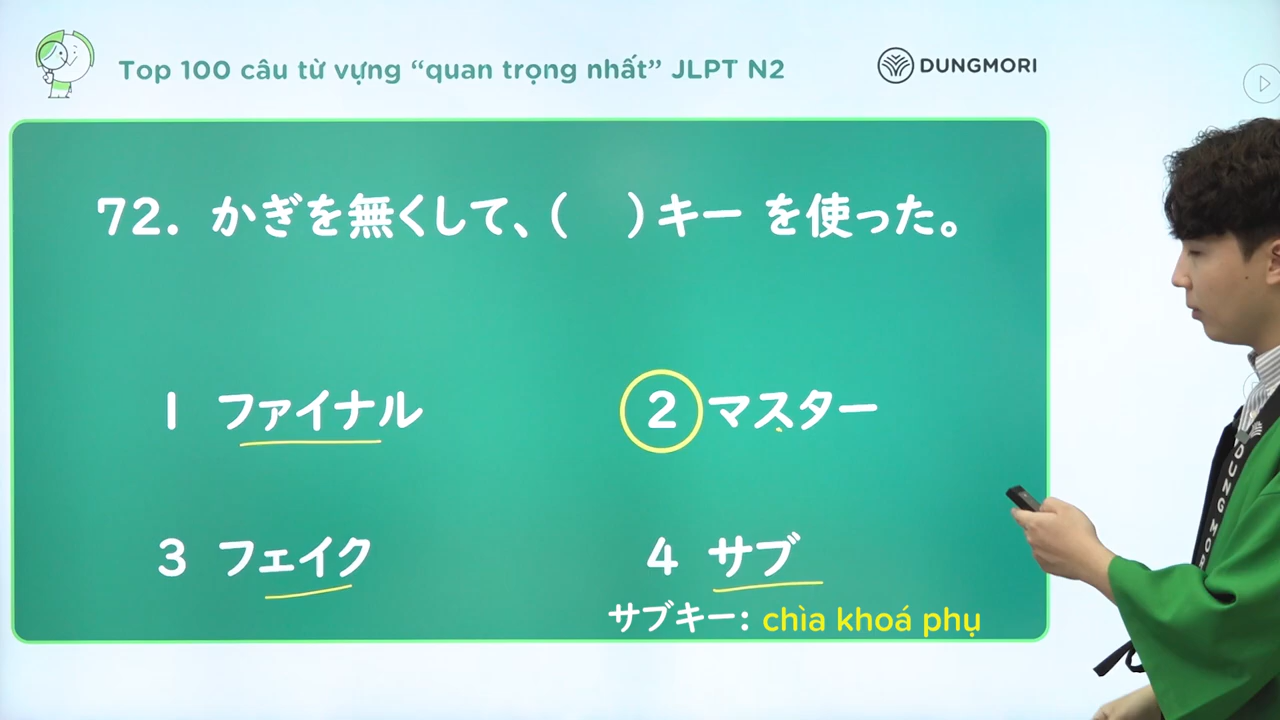 Top 100 câu từ vựng “quan trọng nhất” JLPT N2
DUNGMORI
72. かぎを無くして、(　)キー を使った。
1 ファイナル
2 マスター
3 フェイク
4 サブ
サブキー: chìa khoá phụ
DUNG MO